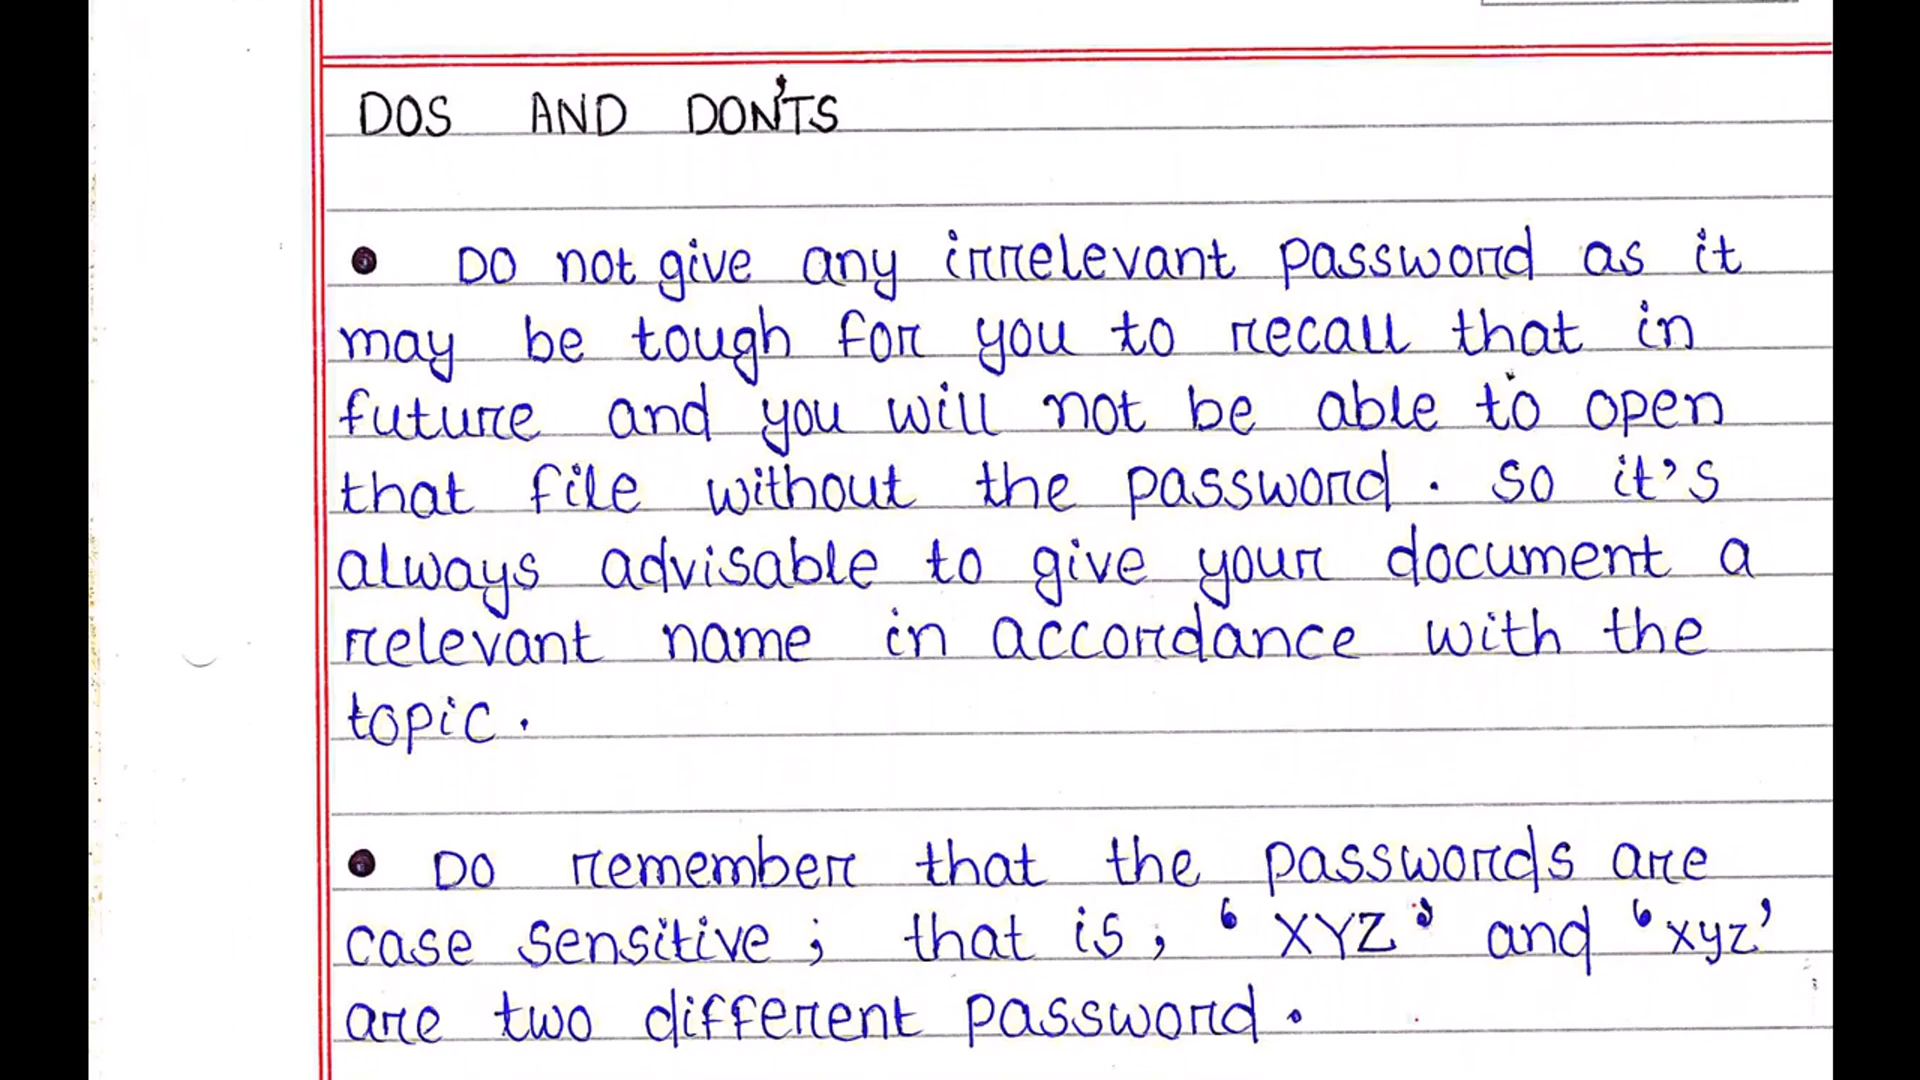 DOS AND DON'TS
• DO not give any irrelevant password as it
may be tough for you to recall that in
future and you will not be able to open
that file without the password. So it's
always advisable to give your document a
relevant name in accordance with the
topic.
• DO remember that the passwords are
case sensitive; that is, 'XYZ' and 'xyz'
are two different password.